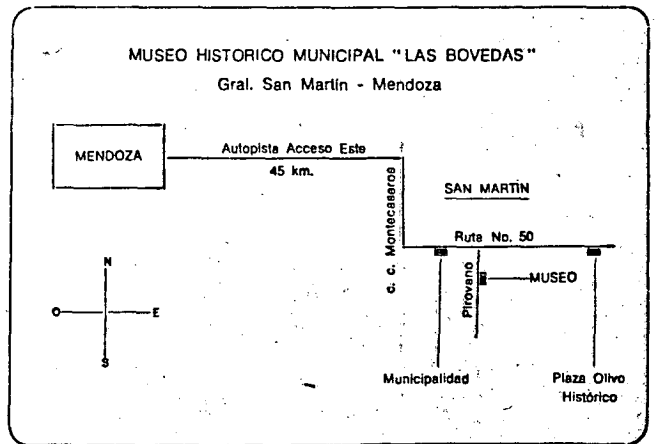 MUSEO HISTORICO MUNICIPAL "LAS BOVEDAS"
Gral. San Martín - Mendoza
MENDOZA
Autopista Acceso Este
45 km.
c. c. Montecaseros
SAN MARTIN
Ruta No. 50
Pirovano
MUSEO
N
O
E
S
Municipalidad
Plaza Olivo
Histórico